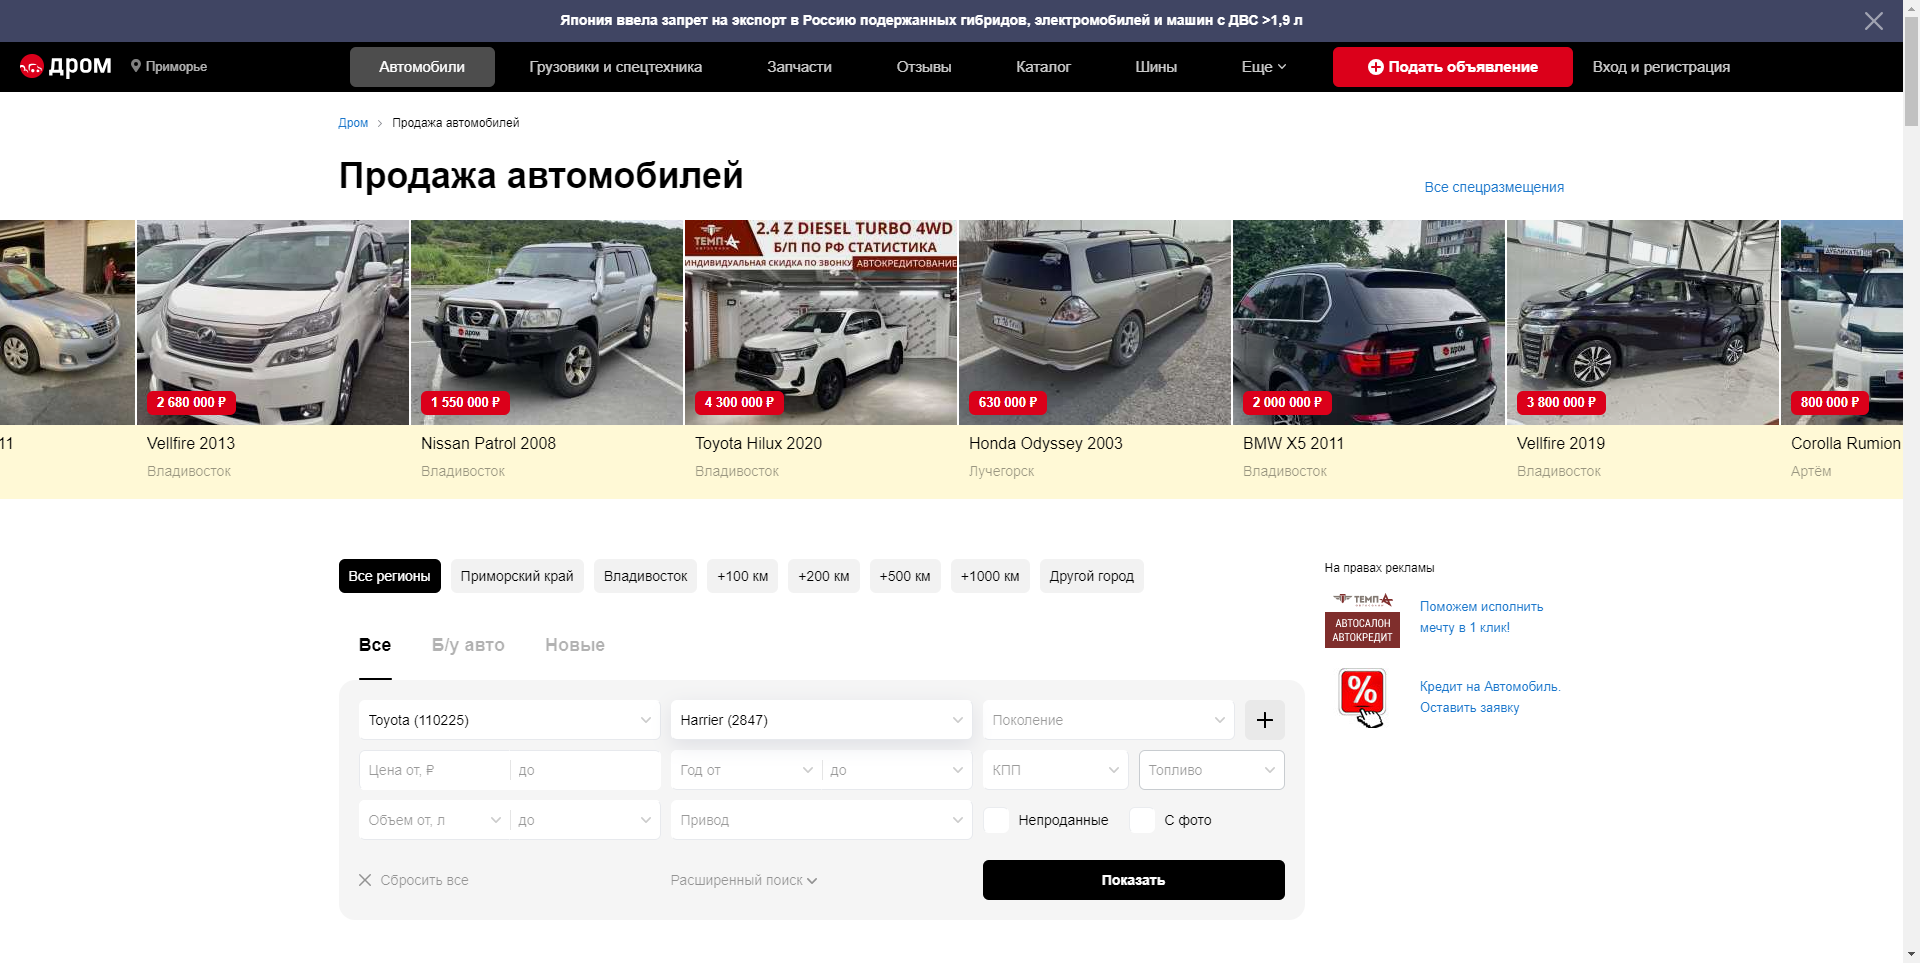 Япония ввела запрет на экспорт в Россию подержанных гибридов, электромобилей и машин с ДВС >1,9 л
дром
Приморье
Автомобили
Грузовики и спецтехника
Запчасти
Отзывы
Каталог
Шины
Еще
Подать объявление
Вход и регистрация
Дром > Продажа автомобилей
Продажа автомобилей
Все спецразмещения
ТЕМП-А
2.4 Z DIESEL TURBO 4WD
Б/П ПО РФ СТАТИСТИКА
ИНДИВИДУАЛЬНАЯ СКИДКА ПО ЗВОНКУ
АВТОКРЕДИТОВАНИЕ
дром
дром
2 680 000 ₽
1 550 000 ₽
4 300 000 ₽
630 000 ₽
2 000 000 ₽
3 800 000 ₽
800 000 ₽
11
Vellfire 2013
Nissan Patrol 2008
Toyota Hilux 2020
Honda Odyssey 2003
BMW X5 2011
Vellfire 2019
Corolla Rumion
Владивосток
Владивосток
Владивосток
Лучегорск
Владивосток
Владивосток
Артём
Все регионы
Приморский край
Владивосток
+100 км
+200 км
+500 км
+1000 км
Другой город
Все
Б/у авто
Новые
Toyota (110225)
Harrier (2847)
Поколение
Цена от, ₽
до
Год от
до
КПП
Топливо
Объем от, л
до
Привод
Непроданные
С фото
Сбросить все
Расширенный поиск
Показать
На правах рекламы
ТЕМП-А
АВТОСАЛОН
АВТОКРЕДИТ
Поможем исполнить
мечту в 1 клик!
%
Кредит на Автомобиль.
Оставить заявку